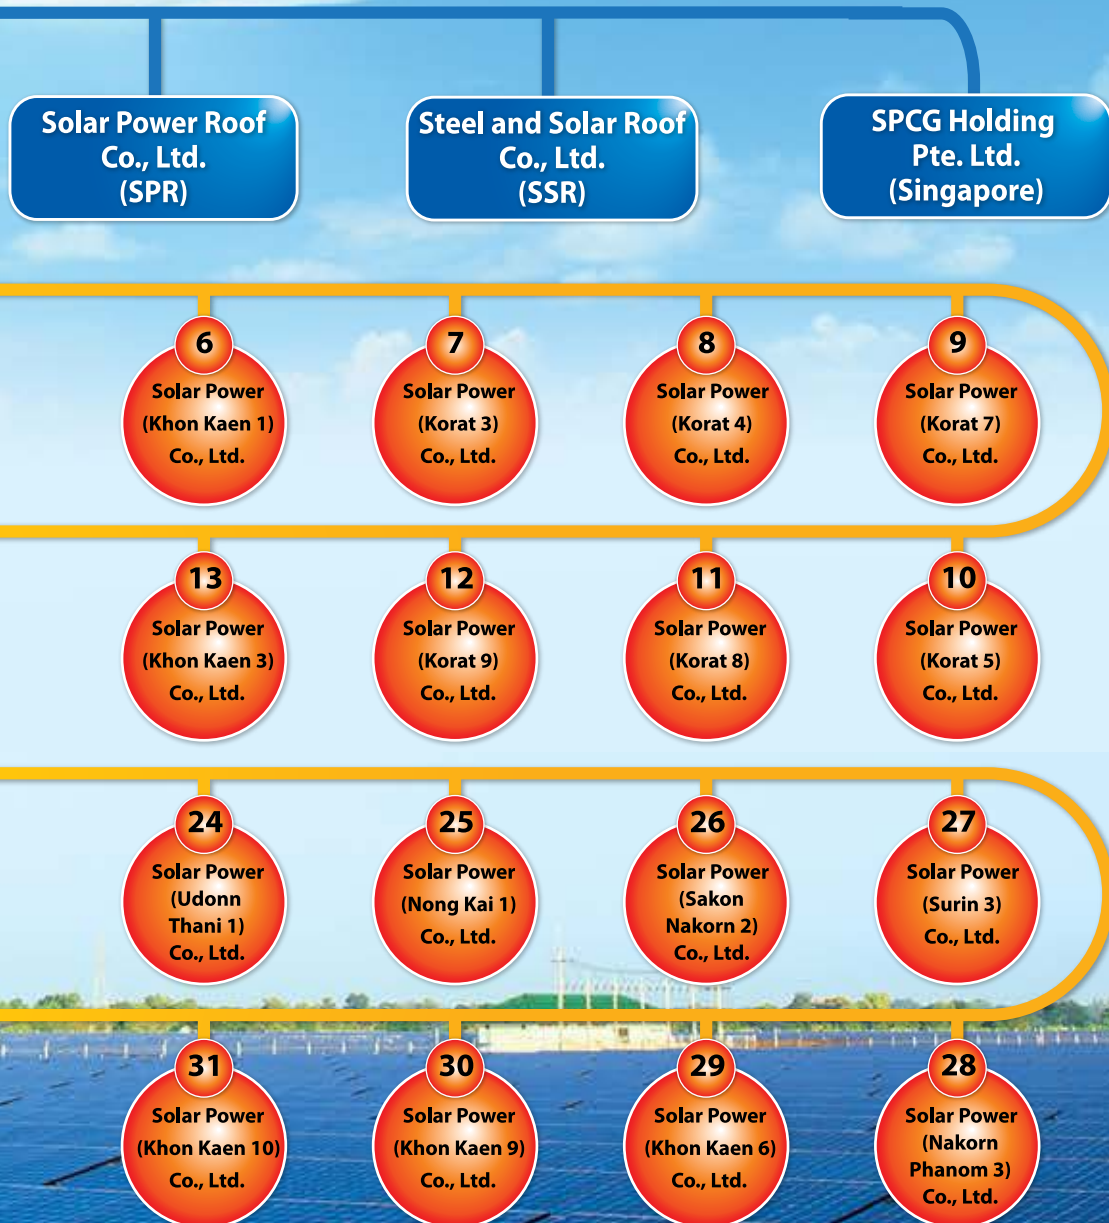 Solar Power Roof
Co., Ltd.
(SPR)
Steel and Solar Roof
Co., Ltd.
(SSR)
SPCG Holding
Pte. Ltd.
(Singapore)
6
Solar Power
(Khon Kaen 1)
Co., Ltd.
7
Solar Power
(Korat 3)
Co., Ltd.
8
Solar Power
(Korat 4)
Co., Ltd.
9
Solar Power
(Korat 7)
Co., Ltd.
13
Solar Power
(Khon Kaen 3)
Co., Ltd.
12
Solar Power
(Korat 9)
Co., Ltd.
11
Solar Power
(Korat 8)
Co., Ltd.
10
Solar Power
(Korat 5)
Co., Ltd.
24
Solar Power
(Udonn
Thani 1)
Co., Ltd.
25
Solar Power
(Nong Kai 1)
Co., Ltd.
26
Solar Power
(Sakon
Nakorn 2)
Co., Ltd.
27
Solar Power
(Surin 3)
Co., Ltd.
31
Solar Power
(Khon Kaen 10)
Co., Ltd.
30
Solar Power
(Khon Kaen 9)
Co., Ltd.
29
Solar Power
(Khon Kaen 6)
Co., Ltd.
28
Solar Power
(Nakorn
Phanom 3)
Co., Ltd.